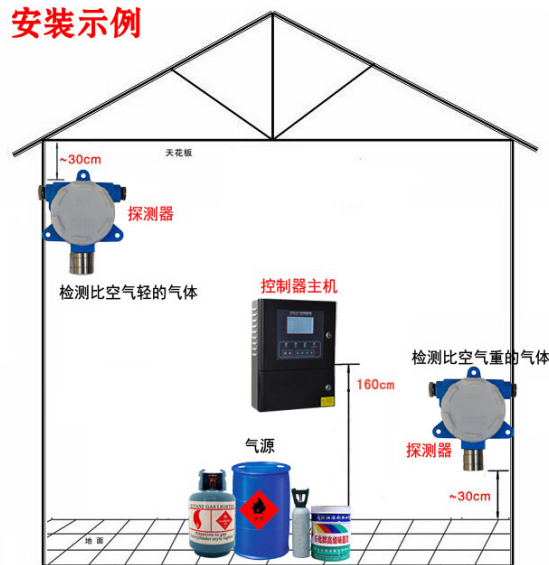 安装示例
~30cm
天花板
探测器
检测比空气轻的气体
控制器主机
检测比空气重的气体
160cm
探测器
气源
~30cm
地面